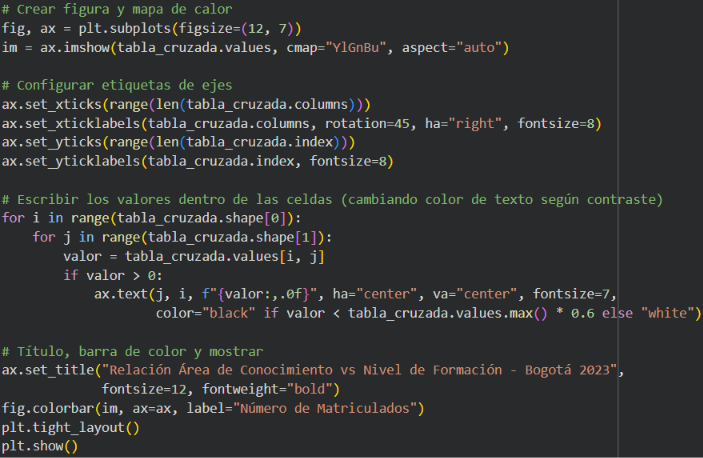 # Crear figura y mapa de calor
fig, ax = plt.subplots(figsize=(12, 7))
im = ax.imshow(tabla_cruzada.values, cmap="YlGnBu", aspect="auto")

# Configurar etiquetas de ejes
ax.set_xticks(range(len(tabla_cruzada.columns)))
ax.set_xticklabels(tabla_cruzada.columns, rotation=45, ha="right", fontsize=8)
ax.set_yticks(range(len(tabla_cruzada.index)))
ax.set_yticklabels(tabla_cruzada.index, fontsize=8)

# Escribir los valores dentro de las celdas (cambiando color de texto según contraste)
for i in range(tabla_cruzada.shape[0]):
    for j in range(tabla_cruzada.shape[1]):
        valor = tabla_cruzada.values[i, j]
        if valor > 0:
            ax.text(j, i, f"{valor:,.0f}", ha="center", va="center", fontsize=7,
                    color="black" if valor < tabla_cruzada.values.max() * 0.6 else "white")

# Título, barra de color y mostrar
ax.set_title("Relación Área de Conocimiento vs Nivel de Formación - Bogotá 2023",
             fontsize=12, fontweight="bold")
fig.colorbar(im, ax=ax, label="Número de Matriculados")
plt.tight_layout()
plt.show()